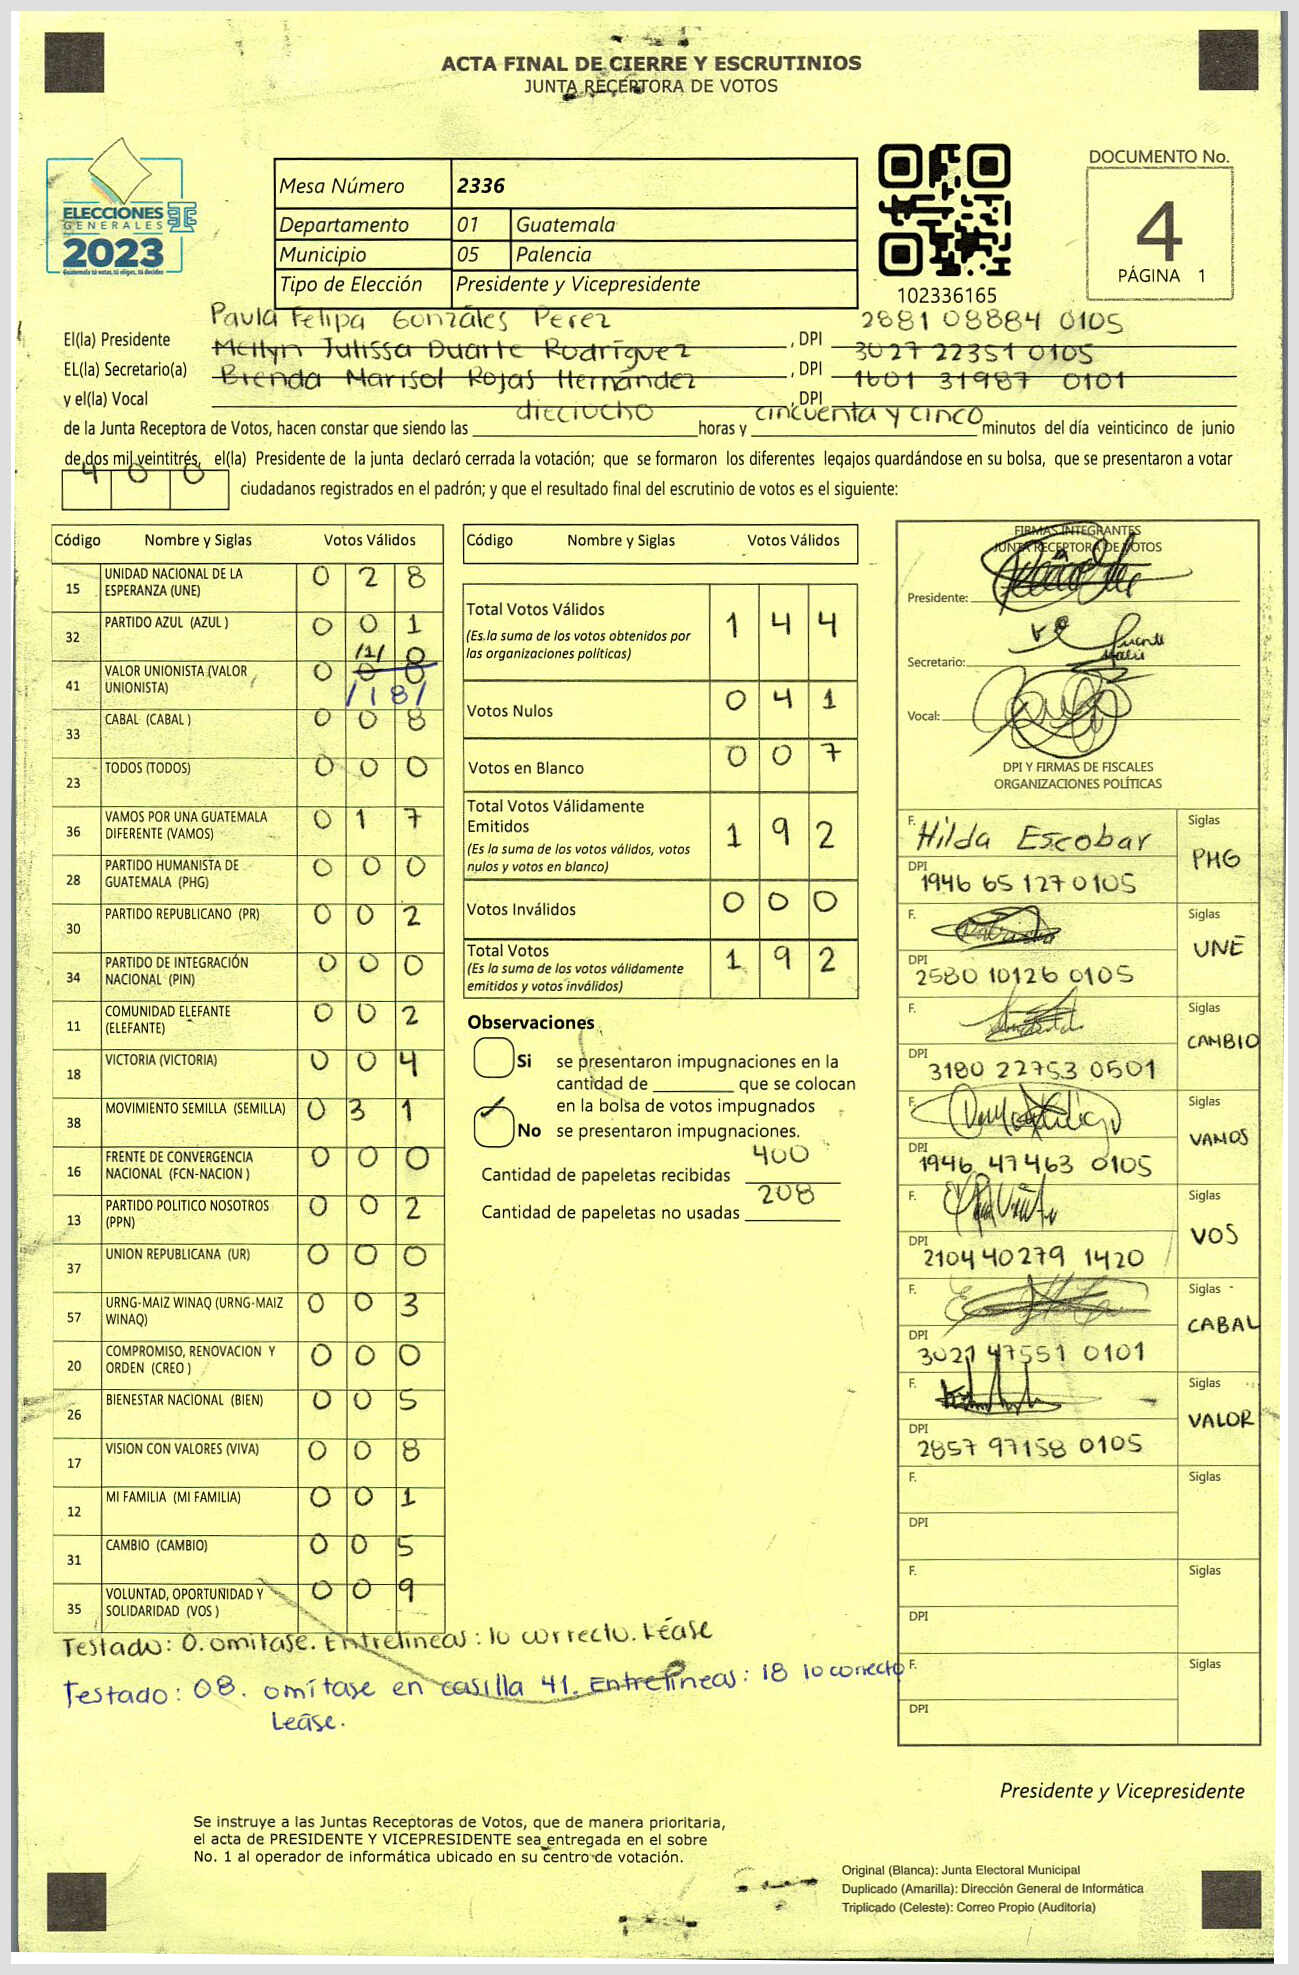 ACTA FINAL DE CIERRE Y ESCRUTINIOS
JUNTA RECEPTORA DE VOTOS
ELECCIONES
GENERALES
2023
Guatemala tú votas, tú eliges, tú decides
Mesa Número 2336
Departamento 01 Guatemala
Municipio 05 Palencia
Tipo de Elección Presidente y Vicepresidente
102336165
DOCUMENTO No.
4
PÁGINA 1
El(la) Presidente Paula Felipa Gonzáles Perez, DPI 2881 08884 0105
EL(la) Secretario(a) Meilyn Julissa Duarte Rodríguez, DPI 3027 22351 0105
y el(la) Vocal Brenda Marisol Rojas Hernández, DPI 1601 31987 0101
de la Junta Receptora de Votos, hacen constar que siendo las dieciocho horas y cincuenta y cinco minutos del día veinticinco de junio
de dos mil veintitrés, el(la) Presidente de la junta declaró cerrada la votación; que se formaron los diferentes legajos guardándose en su bolsa, que se presentaron a votar
4 0 0 ciudadanos registrados en el padrón; y que el resultado final del escrutinio de votos es el siguiente:
Código Nombre y Siglas Votos Válidos
15 UNIDAD NACIONAL DE LA ESPERANZA (UNE) 0 2 8
32 PARTIDO AZUL (AZUL ) 0 0 1
41 VALOR UNIONISTA (VALOR UNIONISTA) 0 0 8 /1/ 0 /18/
33 CABAL (CABAL ) 0 0 8
23 TODOS (TODOS) 0 0 0
36 VAMOS POR UNA GUATEMALA DIFERENTE (VAMOS) 0 1 7
28 PARTIDO HUMANISTA DE GUATEMALA (PHG) 0 0 0
30 PARTIDO REPUBLICANO (PR) 0 0 2
34 PARTIDO DE INTEGRACIÓN NACIONAL (PIN) 0 0 0
11 COMUNIDAD ELEFANTE (ELEFANTE) 0 0 2
18 VICTORIA (VICTORIA) 0 0 4
38 MOVIMIENTO SEMILLA (SEMILLA) 0 3 1
16 FRENTE DE CONVERGENCIA NACIONAL (FCN-NACION ) 0 0 0
13 PARTIDO POLITICO NOSOTROS (PPN) 0 0 2
37 UNION REPUBLICANA (UR) 0 0 0
57 URNG-MAIZ WINAQ (URNG-MAIZ WINAQ) 0 0 3
20 COMPROMISO, RENOVACION Y ORDEN (CREO ) 0 0 0
26 BIENESTAR NACIONAL (BIEN) 0 0 5
17 VISION CON VALORES (VIVA) 0 0 8
12 MI FAMILIA (MI FAMILIA) 0 0 1
31 CAMBIO (CAMBIO) 0 0 5
35 VOLUNTAD, OPORTUNIDAD Y SOLIDARIDAD (VOS ) 0 0 9
Testado: 0. omitase. Entrelineas: 10 correcto. Léase
Testado: 08. omítase en casilla 41. Entrelineas: 18 lo correcto
Leáse.
Código Nombre y Siglas Votos Válidos
Total Votos Válidos 1 4 4
(Es la suma de los votos obtenidos por
las organizaciones políticas)
Votos Nulos 0 4 1
Votos en Blanco 0 0 7
Total Votos Válidamente
Emitidos 1 9 2
(Es la suma de los votos válidos, votos
nulos y votos en blanco)
Votos Inválidos 0 0 0
Total Votos 1 9 2
(Es la suma de los votos válidamente
emitidos y votos inválidos)
Observaciones
Si se presentaron impugnaciones en la
cantidad de ________ que se colocan
en la bolsa de votos impugnados
No se presentaron impugnaciones.
Cantidad de papeletas recibidas 400
Cantidad de papeletas no usadas 208
FIRMAS INTEGRANTES
JUNTA RECEPTORA DE VOTOS
Presidente:
Secretario:
Vocal:
DPI Y FIRMAS DE FISCALES
ORGANIZACIONES POLÍTICAS
F. Hilda Escobar Siglas PHG
DPI 1946 65 127 0105
F. Siglas UNE
DPI 2580 10126 0105
F. Siglas CAMBIO
DPI 3180 22753 0501
F. Siglas VAMOS
DPI 1946 47463 0105
F. Siglas VOS
DPI 2104 40279 1420
F. Siglas CABAL
DPI 3021 47551 0101
F. Siglas VALOR
DPI 2857 97158 0105
F. Siglas
DPI
F. Siglas
DPI
F. Siglas
DPI
Presidente y Vicepresidente
Se instruye a las Juntas Receptoras de Votos, que de manera prioritaria,
el acta de PRESIDENTE Y VICEPRESIDENTE sea entregada en el sobre
No. 1 al operador de informática ubicado en su centro de votación.
Original (Blanca): Junta Electoral Municipal
Duplicado (Amarilla): Dirección General de Informática
Triplicado (Celeste): Correo Propio (Auditoria)